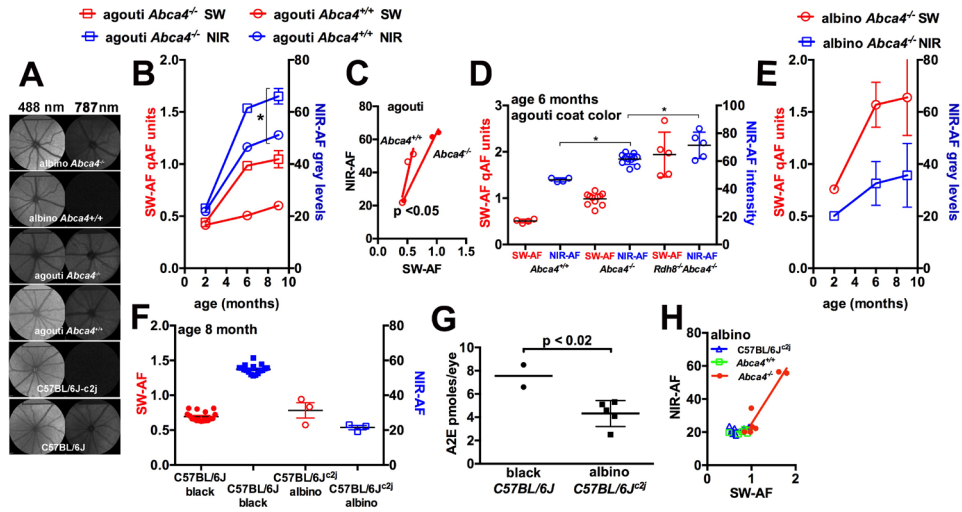 agouti Abca4-/- SW
agouti Abca4+/+ SW
agouti Abca4-/- NIR
agouti Abca4+/+ NIR
albino Abca4-/- SW
albino Abca4-/- NIR
A
488 nm 787nm
albino Abca4-/-
albino Abca4+/+
agouti Abca4-/-
agouti Abca4+/+
C57BL/6J-c2j
C57BL/6J
B
SW-AF qAF units
2.0
1.5
1.0
0.5
0.0
80
60
40
20
0
NIR-AF grey levels
*
0 2 4 6 8 10
age (months)
C
agouti
NIR-AF
80
60
40
20
0
Abca4+/+
Abca4-/-
p <0.05
0.0 0.5 1.0 1.5
SW-AF
D
age 6 months
agouti coat color
SW-AF qAF units
3
2
1
0
100
80
60
40
20
0
NIR-AF intensity
*
*
SW-AF NIR-AF SW-AF NIR-AF SW-AF NIR-AF
Abca4+/+ Abca4-/- Rdh8-/-Abca4-/-
E
SW-AF qAF units
2.0
1.5
1.0
0.5
0.0
80
60
40
20
0
NIR-AF grey levels
0 2 4 6 8 10
age (months)
F
age 8 month
SW-AF
2.0
1.5
1.0
0.5
0.0
80
60
40
20
0
NIR-AF
C57BL/6J
black
C57BL/6J
black
C57BL/6Jc2j
albino
C57BL/6Jc2j
albino
G
A2E pmoles/eye
10
8
6
4
2
0
p < 0.02
black
C57BL/6J
albino
C57BL/6Jc2j
H
albino
C57BL/6Jc2j
Abca4+/+
Abca4-/-
NIR-AF
80
60
40
20
0
0 1 2
SW-AF